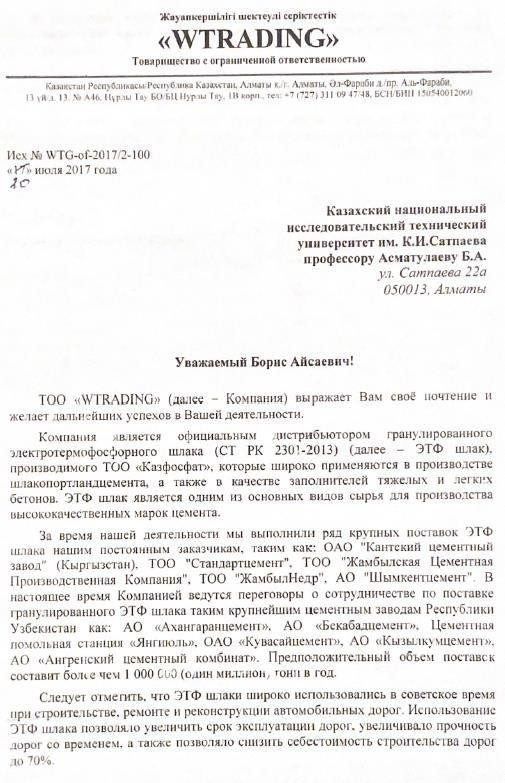 Жауапкершілігі шектеулі серіктестік
«WTRADING»
Товарищество с ограниченной ответственностью
Қазақстан Республикасы/Республика Казахстан, Алматы қ./г. Алматы, Әл-Фараби д./пр. Аль-Фараби,
13 үй/д. 13. № А46, Нұрлы Тау БО/БЦ Нурлы Тау, 1В корп., тел: +7 (727) 311 09 47/48, БСН/БИН 150540012060
Исх № WTG-of-2017/2-100
«17» июля 2017 года
20
Казахский национальный
исследовательский технический
университет им. К.И.Сатпаева
профессору Асматулаеву Б.А.
ул. Сатпаева 22а
050013, Алматы
Уважаемый Борис Айсаевич!
ТОО «WTRADING» (далее – Компания) выражает Вам своё почтение и
желает дальнейших успехов в Вашей деятельности.
Компания является официальным дистрибьютором гранулированного
электротермофосфорного шлака (СТ РК 2301-2013) (далее – ЭТФ шлак),
производимого ТОО «Казфосфат», которые широко применяются в производстве
шлакопортландцемента, а также в качестве заполнителей тяжелых и легких
бетонов. ЭТФ шлак является одним из основных видов сырья для производства
высококачественных марок цемента.
За время нашей деятельности мы выполнили ряд крупных поставок ЭТФ
шлака нашим постоянным заказчикам, таким как: ОАО "Кантский цементный
завод" (Кыргызстан), ТОО "Стандартцемент", ТОО "Жамбылская Цементная
Производственная Компания", ТОО "ЖамбылНедр", АО "Шымкентцемент". В
настоящее время Компанией ведутся переговоры о сотрудничестве по поставке
гранулированного ЭТФ шлака таким крупнейшим цементным заводам Республики
Узбекистан как: АО «Ахангаранцемент», АО «Бекабадцемент», Цементная
помольная станция «Янгиюль», ОАО «Кувасайцемент», АО «Кызылкумцемент»,
АО «Ангренский цементный комбинат». Предположительный объем поставск
составит более чем 1 000 000 (один миллион) тонн в год.
Следует отметить, что ЭТФ шлаки широко использовались в советское время
при строительстве, ремонте и реконструкции автомобильных дорог. Использование
ЭТФ шлака позволяло увеличить срок эксплуатации дорог, увеличивало прочность
дорог со временем, а также позволяло снизить себестоимость строительства дорог
до 70%.